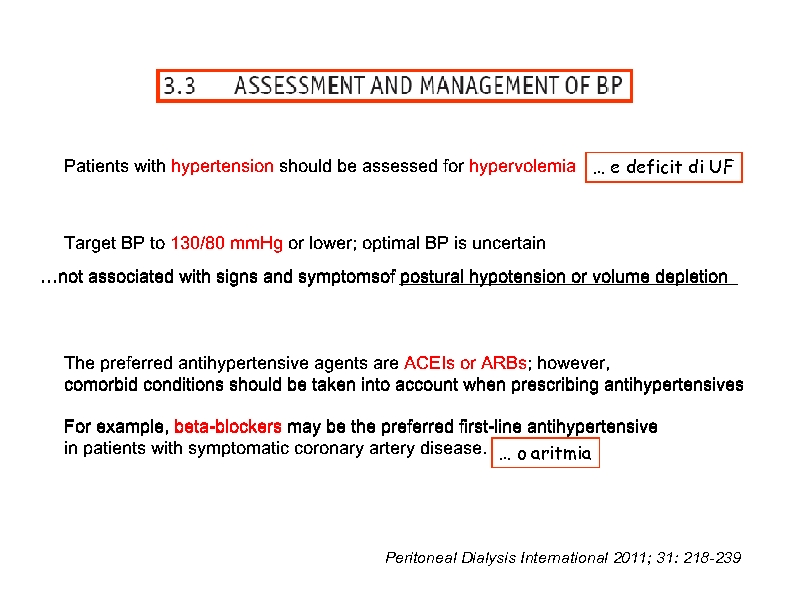 3.3 ASSESSMENT AND MANAGEMENT OF BP
Patients with hypertension should be assessed for hypervolemia … e deficit di UF
Target BP to 130/80 mm.Hg or lower; optimal BP is uncertain
…not associated with signs and symptomsof postural hypotension or volume depletion
The preferred antihypertensive agents are ACEIs or ARBs; however,
comorbid conditions should be taken into account when prescribing antihypertensives
For example, beta-blockers may be the preferred first-line antihypertensive
in patients with symptomatic coronary artery disease. … o aritmia
Peritoneal Dialysis International 2011; 31: 218-239